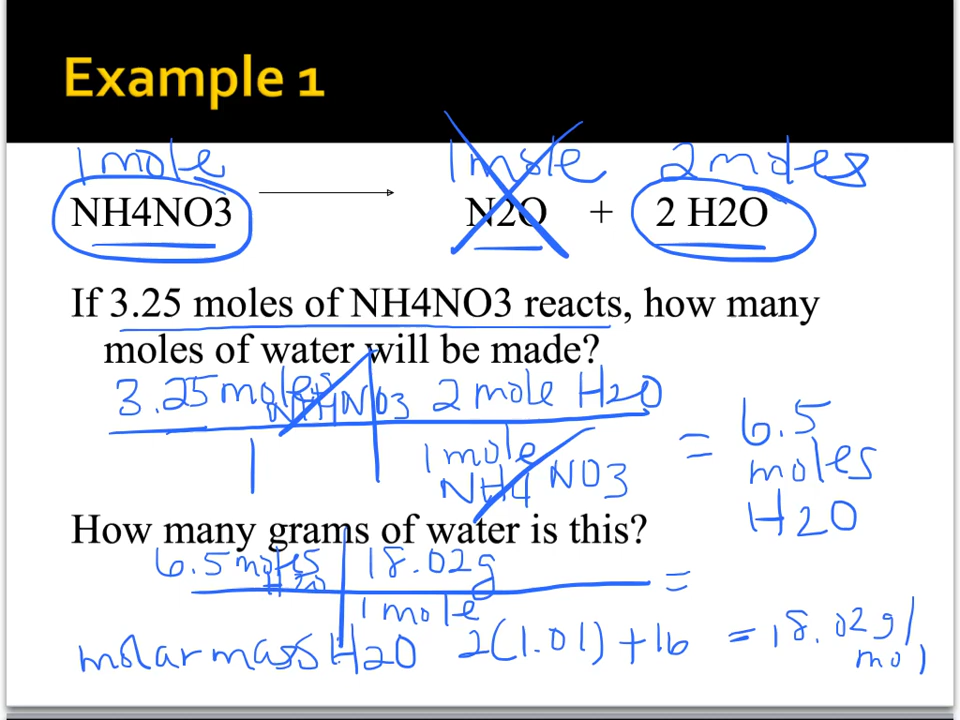 Example 1
1 mole 1 mole 2 moles
NH4NO3 N2O + 2 H2O
If 3.25 moles of NH4NO3 reacts, how many
moles of water will be made?
3.25 moles NH4NO3 2 mole H2O
1 1 mole NH4NO3
= 6.5 moles H2O
How many grams of water is this?
6.5 moles H2O 18.02g =
1 mole
molar mass H2O 2(1.01) + 16 = 18.02g/mol